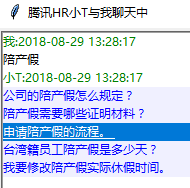 腾讯HR小T与我聊天中
我:2018-08-29 13:28:17
陪产假
小T:2018-08-29 13:28:17
公司的陪产假怎么规定？
陪产假需要哪些证明材料？
申请陪产假的流程。
台湾籍员工陪产假是多少天？
我要修改陪产假实际休假时间。